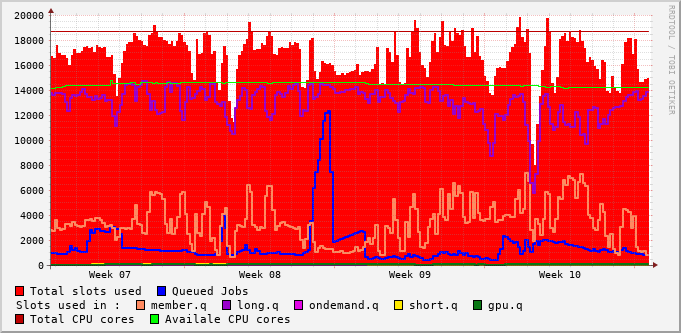 20000
18000
16000
14000
12000
10000
8000
6000
4000
2000
0
Week 07 Week 08 Week 09 Week 10
RRDTOOL / TOBI OETIKER
Total slots used Queued Jobs
Slots used in : member.q long.q ondemand.q short.q gpu.q
Total CPU cores Availale CPU cores